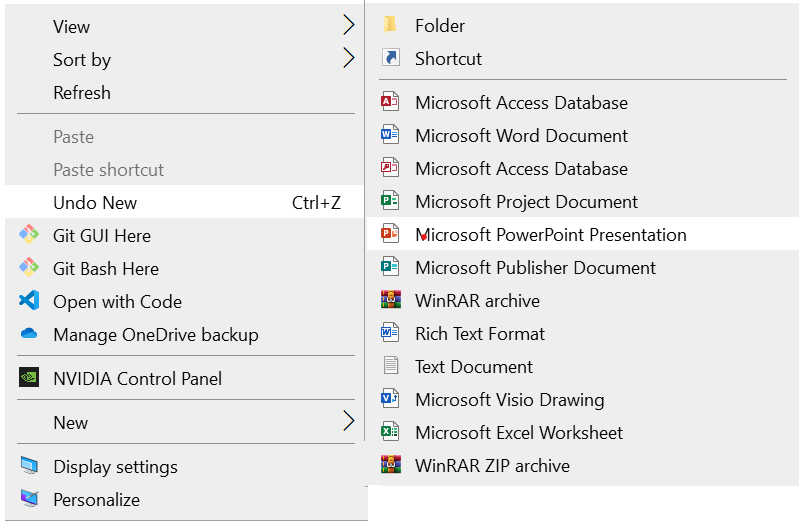 View
Sort by
Refresh
Paste
Paste shortcut
Undo New Ctrl+Z
Git GUI Here
Git Bash Here
Open with Code
Manage OneDrive backup
NVIDIA Control Panel
New
Display settings
Personalize
Folder
Shortcut
Microsoft Access Database
Microsoft Word Document
Microsoft Access Database
Microsoft Project Document
Microsoft PowerPoint Presentation
Microsoft Publisher Document
WinRAR archive
Rich Text Format
Text Document
Microsoft Visio Drawing
Microsoft Excel Worksheet
WinRAR ZIP archive